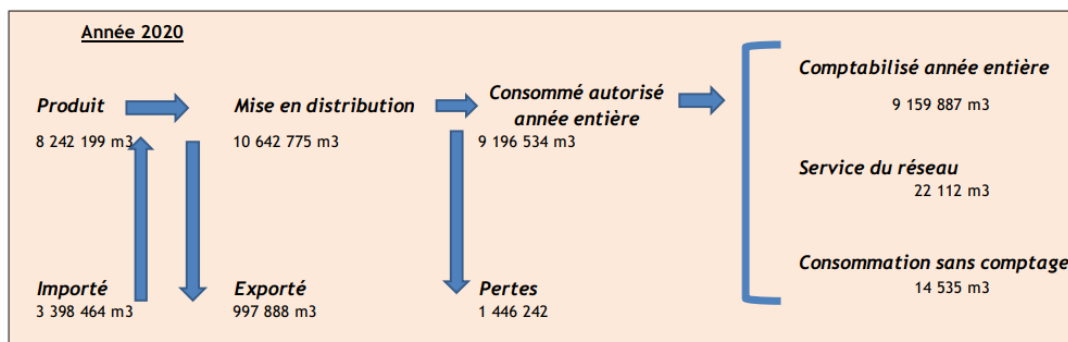 Année 2020
Produit
8 242 199 m3
Mise en distribution
10 642 775 m3
Consommé autorisé
année entière
9 196 534 m3
Comptabilisé année entière
9 159 887 m3
Service du réseau
22 112 m3
Consommation sans comptage
14 535 m3
Importé
3 398 464 m3
Exporté
997 888 m3
Pertes
1 446 242